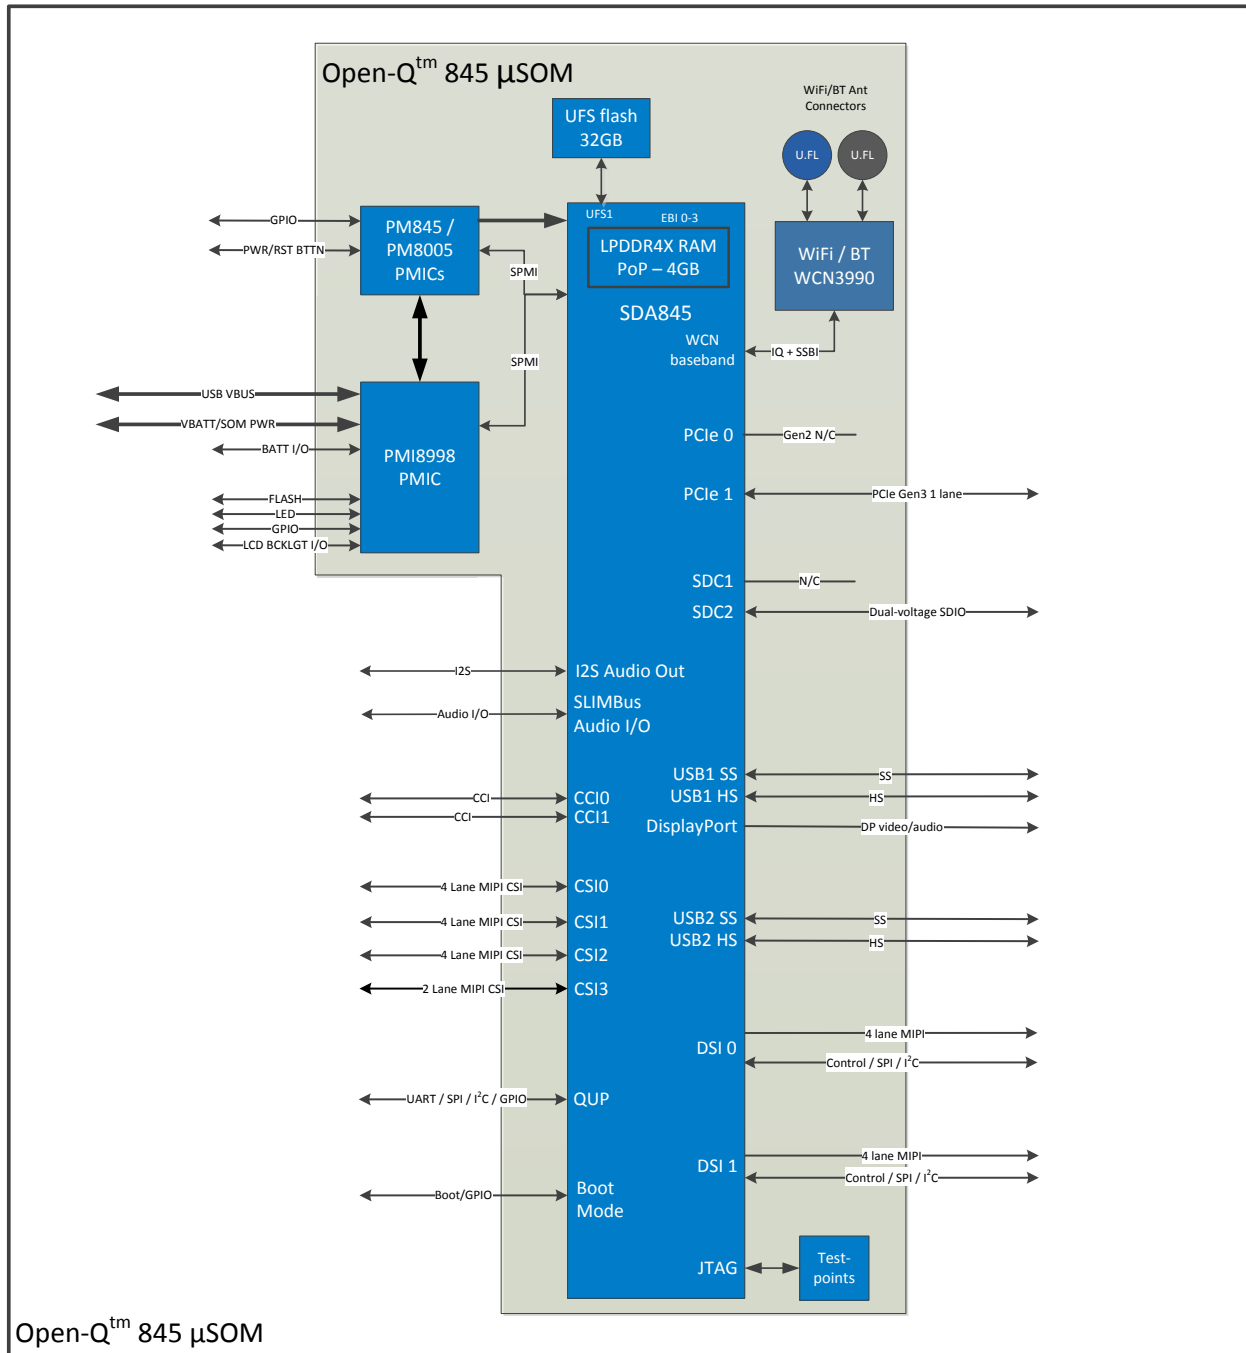 Open-Q™ 845 µSOM
WiFi/BT Ant
Connectors
UFS flash
32GB
U.FL
U.FL
UFS1
EBI 0-3
GPIO
PWR/RST BTTN
PM845 /
PM8005
PMICs
SPMI
LPDDR4X RAM
PoP – 4GB
SDA845
WiFi / BT
WCN3990
WCN
baseband
IQ + SSBI
SPMI
USB VBUS
VBATT/SOM PWR
BATT I/O
FLASH
LED
GPIO
LCD BCKLGT I/O
PMI8998
PMIC
PCIe 0
Gen2 N/C
PCIe 1
PCIe Gen3 1 lane
SDC1
N/C
SDC2
Dual-voltage SDIO
I2S
I2S Audio Out
Audio I/O
SLIMBus
Audio I/O
USB1 SS
SS
USB1 HS
HS
CCI
CCI0
CCI
CCI1
DisplayPort
DP video/audio
4 Lane MIPI CSI
CSI0
4 Lane MIPI CSI
CSI1
USB2 SS
SS
USB2 HS
HS
4 Lane MIPI CSI
CSI2
2 Lane MIPI CSI
CSI3
4 lane MIPI
DSI 0
Control / SPI / I²C
UART / SPI / I²C / GPIO
QUP
4 lane MIPI
DSI 1
Control / SPI / I²C
Boot/GPIO
Boot
Mode
JTAG
Test-
points
Open-Q™ 845 µSOM